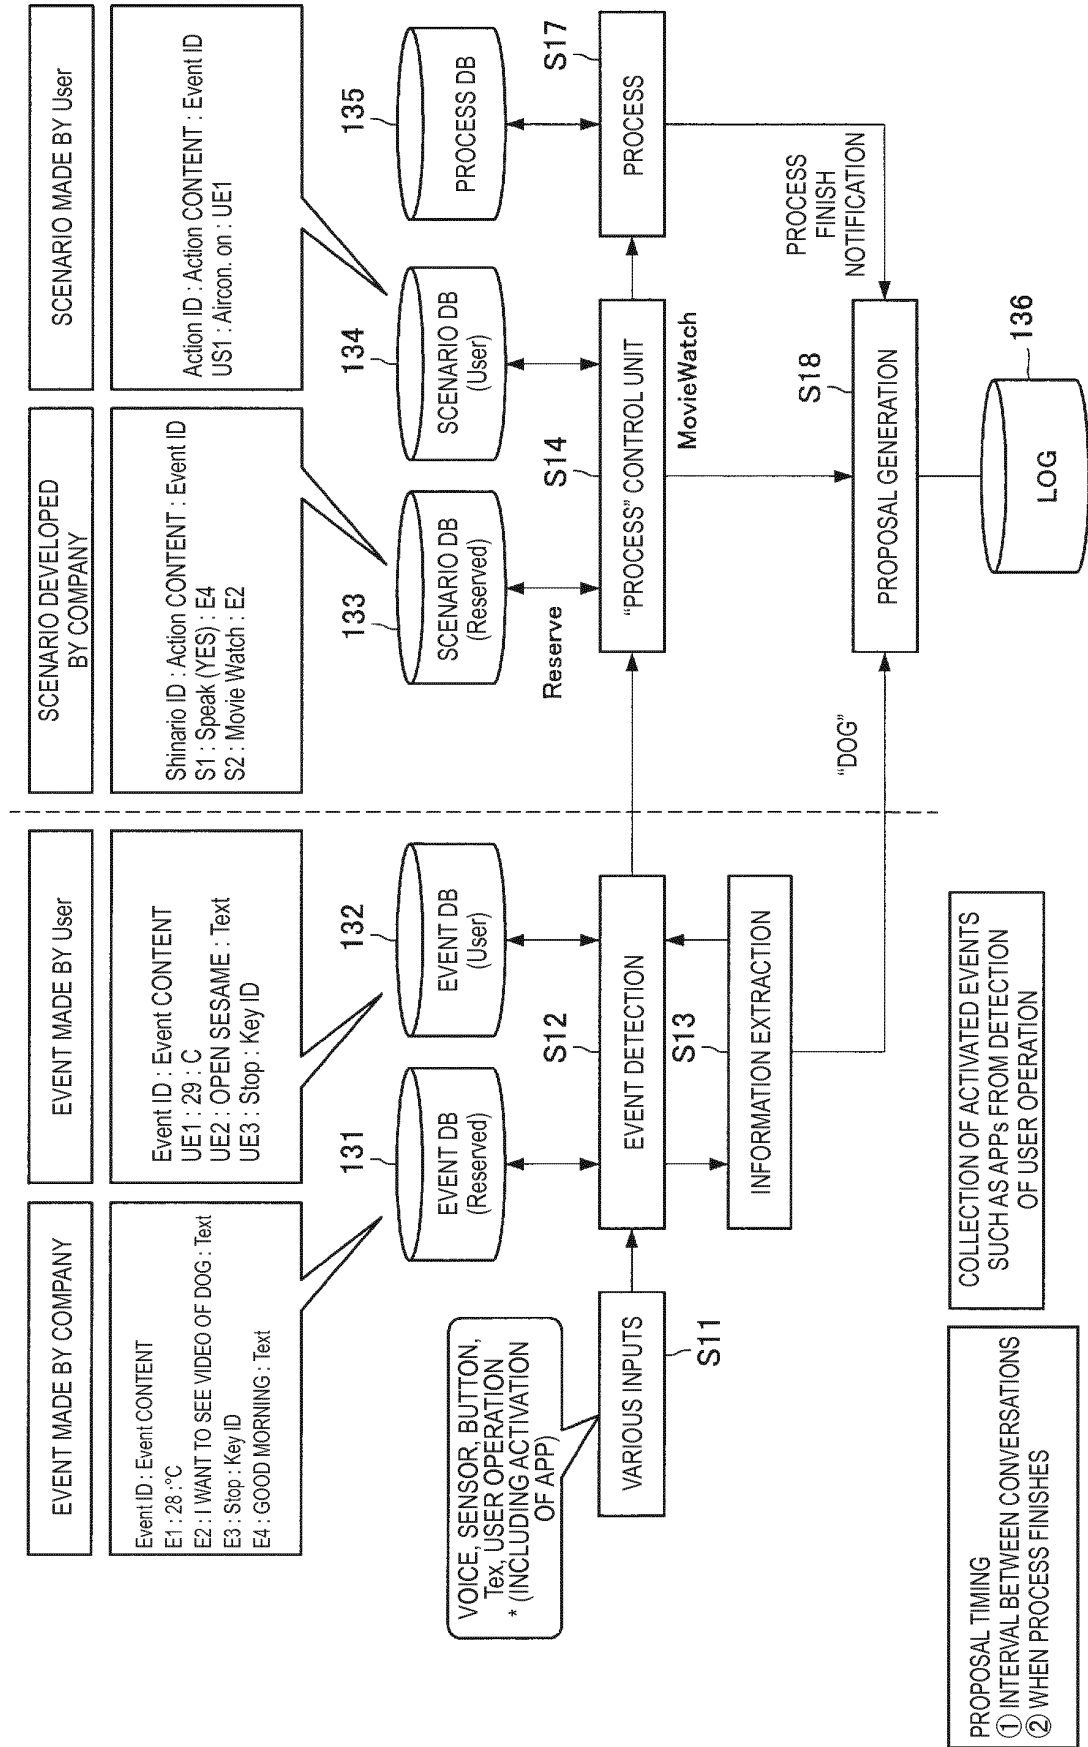 EVENT MADE BY COMPANY
EVENT MADE BY User
SCENARIO DEVELOPED
BY COMPANY
SCENARIO MADE BY User
Event ID : Event CONTENT
E1 : 28 :°C
E2 : I WANT TO SEE VIDEO OF DOG : Text
E3 : Stop : Key ID
E4 : GOOD MORNING : Text
Event ID : Event CONTENT
UE1 : 29 : C
UE2 : OPEN SESAME : Text
UE3 : Stop : Key ID
Shinario ID : Action CONTENT : Event ID
S1 : Speak (YES) : E4
S2 : Movie Watch : E2
Action ID : Action CONTENT : Event ID
US1 : Aircon. on : UE1
131
EVENT DB
(Reserved)
132
EVENT DB
(User)
133
SCENARIO DB
(Reserved)
134
SCENARIO DB
(User)
135
PROCESS DB
VOICE, SENSOR, BUTTON,
Tex, USER OPERATION
* (INCLUDING ACTIVATION
OF APP)
Reserve
VARIOUS INPUTS
S11
S12
EVENT DETECTION
S14
"PROCESS" CONTROL UNIT
S17
PROCESS
MovieWatch
S13
INFORMATION EXTRACTION
"DOG"
PROCESS
FINISH
NOTIFICATION
S18
PROPOSAL GENERATION
136
LOG
PROPOSAL TIMING
① INTERVAL BETWEEN CONVERSATIONS
② WHEN PROCESS FINISHES
COLLECTION OF ACTIVATED EVENTS
SUCH AS APPs FROM DETECTION
OF USER OPERATION